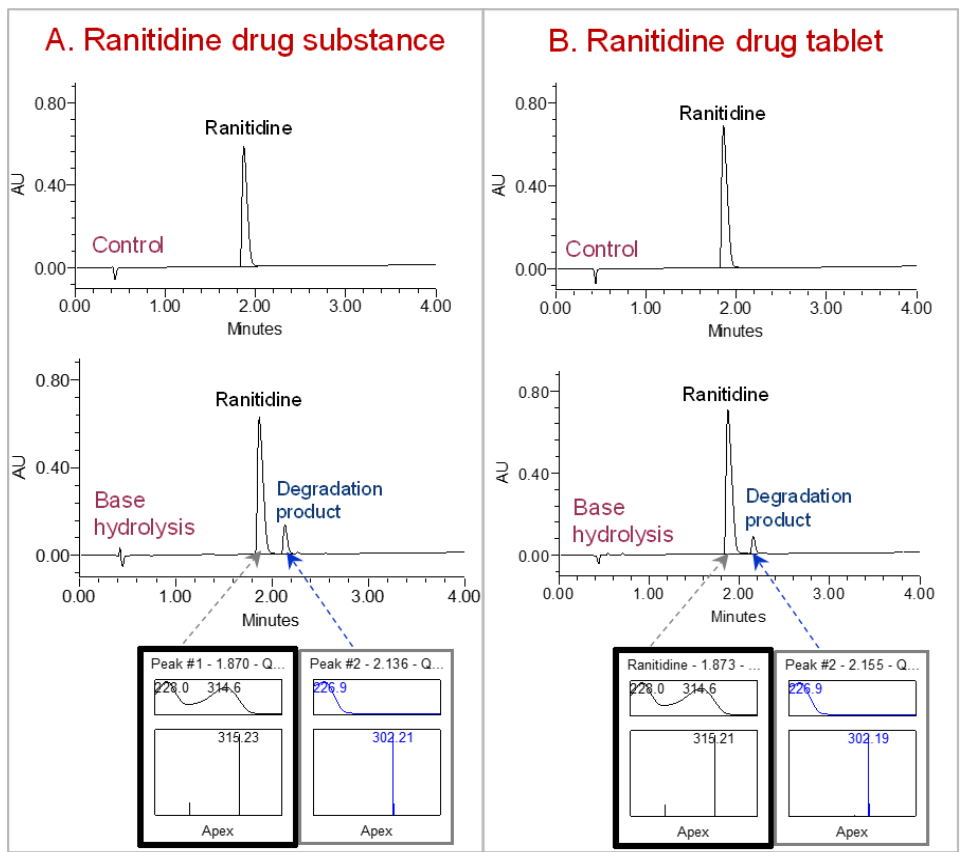 A. Ranitidine drug substance
0.80
Ranitidine
0.40
AU
Control
0.00
0.00 1.00 2.00 3.00 4.00
Minutes
0.80
Ranitidine
0.40
AU
Base
hydrolysis
Degradation
product
0.00
0.00 1.00 2.00 3.00 4.00
Minutes
Peak #1 - 1.870 - Q...
228.0 314.6
315.23
Apex
Peak #2 - 2.136 - Q...
226.9
302.21
Apex
B. Ranitidine drug tablet
0.80
Ranitidine
0.40
AU
Control
0.00
0.00 1.00 2.00 3.00 4.00
Minutes
0.80
Ranitidine
0.40
AU
Base
hydrolysis
Degradation
product
0.00
0.00 1.00 2.00 3.00 4.00
Minutes
Ranitidine - 1.873 - ...
228.0 314.6
315.21
Apex
Peak #2 - 2.155 - Q...
226.9
302.19
Apex